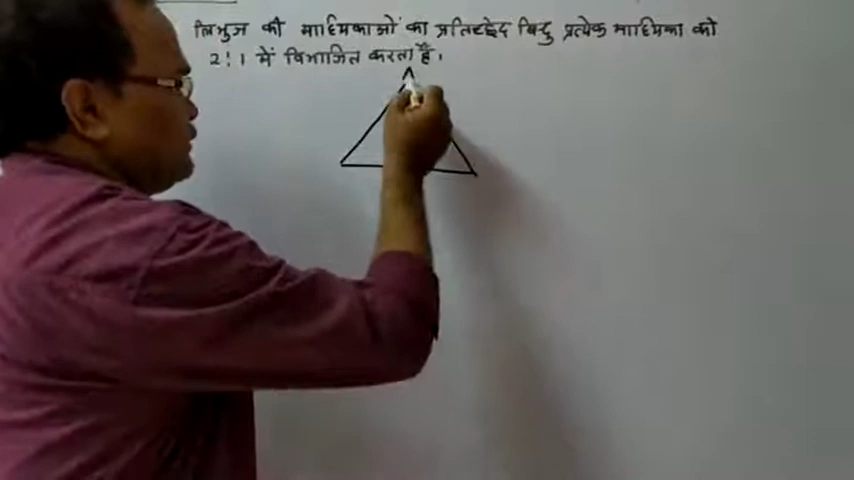 त्रिभुज की माध्यिकाओं का प्रतिच्छेद बिंदु प्रत्येक माध्यिका को
2:1 में विभाजित करता है।